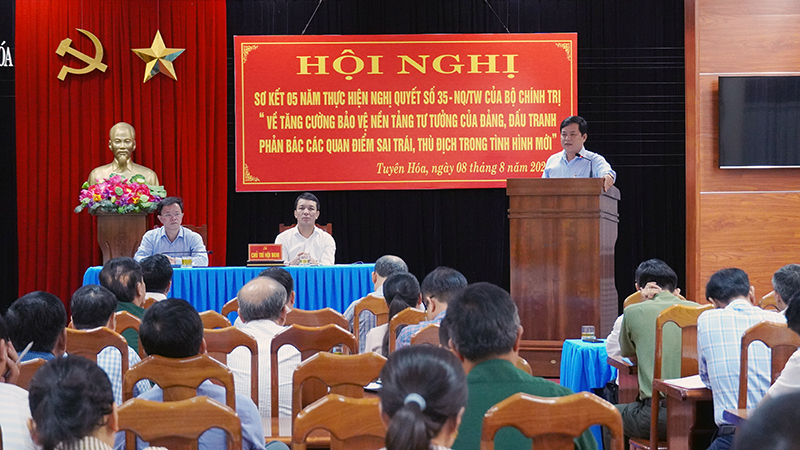 ÓA
HỘI NGHỊ
SƠ KẾT 05 NĂM THỰC HIỆN NGHỊ QUYẾT SỐ 35 - NQ/TW CỦA BỘ CHÍNH TRỊ
“ VỀ TĂNG CƯỜNG BẢO VỆ NỀN TẢNG TƯ TƯỞNG CỦA ĐẢNG, ĐẤU TRANH
PHẢN BÁC CÁC QUAN ĐIỂM SAI TRÁI, THÙ ĐỊCH TRONG TÌNH HÌNH MỚI”
Tuyên Hóa, ngày 08 tháng 8 năm 202
CHỦ TRÌ HỘI NGHỊ